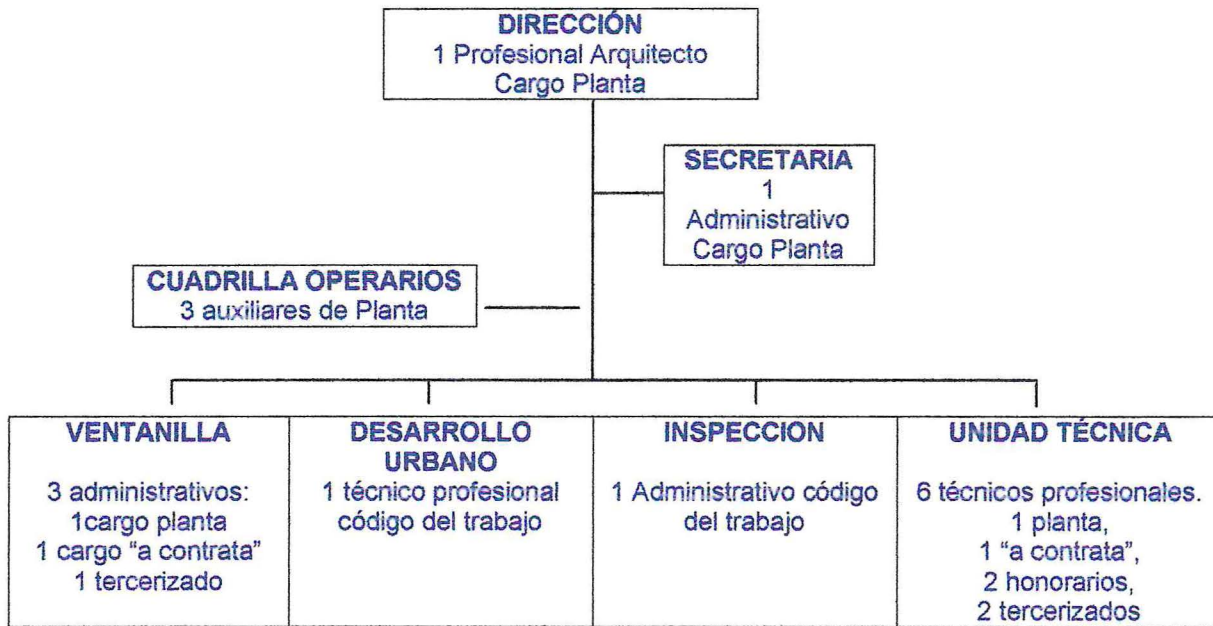 DIRECCIÓN
1 Profesional Arquitecto
Cargo Planta
SECRETARIA
1
Administrativo
Cargo Planta
CUADRILLA OPERARIOS
3 auxiliares de Planta
VENTANILLA
3 administrativos:
1cargo planta
1 cargo “a contrata”
1 tercerizado
DESARROLLO
URBANO
1 técnico profesional
código del trabajo
INSPECCION
1 Administrativo código
del trabajo
UNIDAD TÉCNICA
6 técnicos profesionales.
1 planta,
1 “a contrata”,
2 honorarios,
2 tercerizados